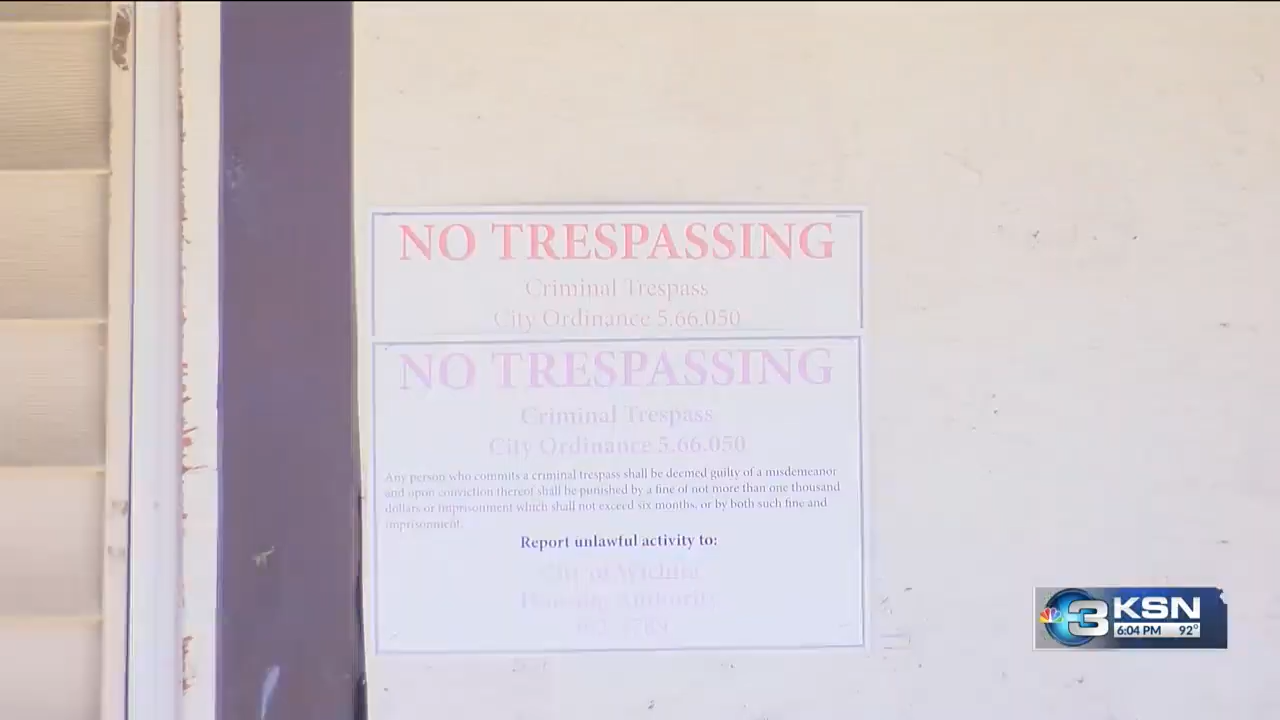 NO TRESPASSING
Criminal Trespass
City Ordinance 5.66.050
NO TRESPASSING
Criminal Trespass
City Ordinance 5.66.050
Any person who commits a criminal trespass shall be deemed guilty of a misdemeanor
and upon conviction thereof shall be punished by a fine of not more than one thousand
dollars or imprisonment which shall not exceed six months, or by both such fine and
imprisonment.
Report unlawful activity to:
City of Wichita
Housing Authority
3 KSN
6:04 PM 92°